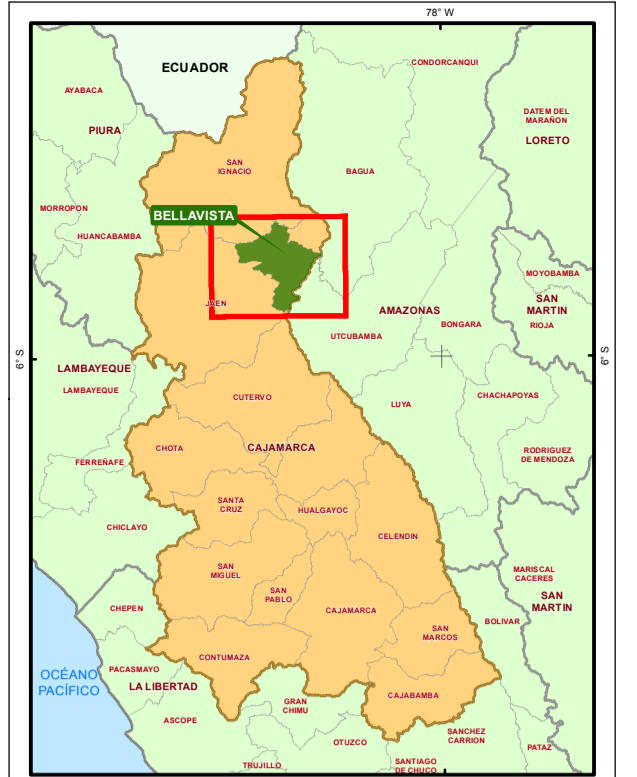 78° W
ECUADOR
CONDORCANQUI
AYABACA
DATEM DEL
MARAÑON
PIURA
LORETO
SAN
IGNACIO
BAGUA
MORROPON
BELLAVISTA
HUANCABAMBA
MOYOBAMBA
SAN
MARTIN
JAEN
AMAZONAS
BONGARA
RIOJA
UTCUBAMBA
6° S
6° S
LAMBAYEQUE
LAMBAYEQUE
CUTERVO
LUYA
CHACHAPOYAS
CHOTA
CAJAMARCA
FERREÑAFE
RODRIGUEZ
DE MENDOZA
SANTA
CRUZ
HUALGAYOC
CHICLAYO
CELENDIN
SAN
MIGUEL
MARISCAL
CACERES
SAN
PABLO
SAN
MARTIN
CHEPEN
CAJAMARCA
BOLIVAR
SAN
MARCOS
CONTUMAZA
OCÉANO
PACÍFICO
PACASMAYO
LA LIBERTAD
CAJABAMBA
GRAN
CHIMU
ASCOPE
SANCHEZ
CARRION
OTUZCO
PATAZ
TRUJILLO
SANTIAGO
DE CHUCO